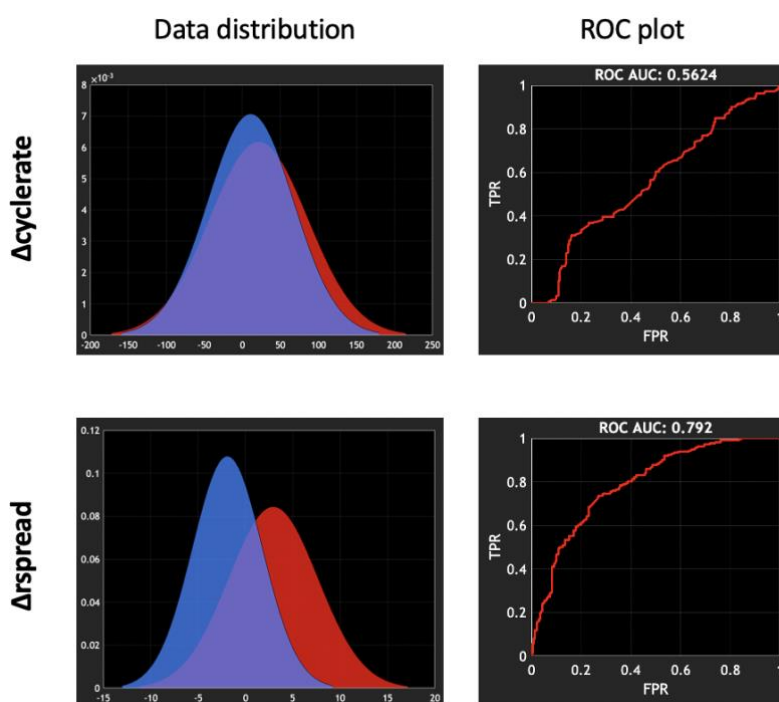 Data distribution
ROC plot
Δcyclerate
×10⁻³
8
7
6
5
4
3
2
1
0
-200 -150 -100 -50 0 50 100 150 200 250
ROC AUC: 0.5624
TPR
1
0.8
0.6
0.4
0.2
0
0 0.2 0.4 0.6 0.8 1
FPR
Δrspread
0.12
0.1
0.08
0.06
0.04
0.02
0
-15 -10 -5 0 5 10 15 20
ROC AUC: 0.792
TPR
1
0.8
0.6
0.4
0.2
0
0 0.2 0.4 0.6 0.8 1
FPR